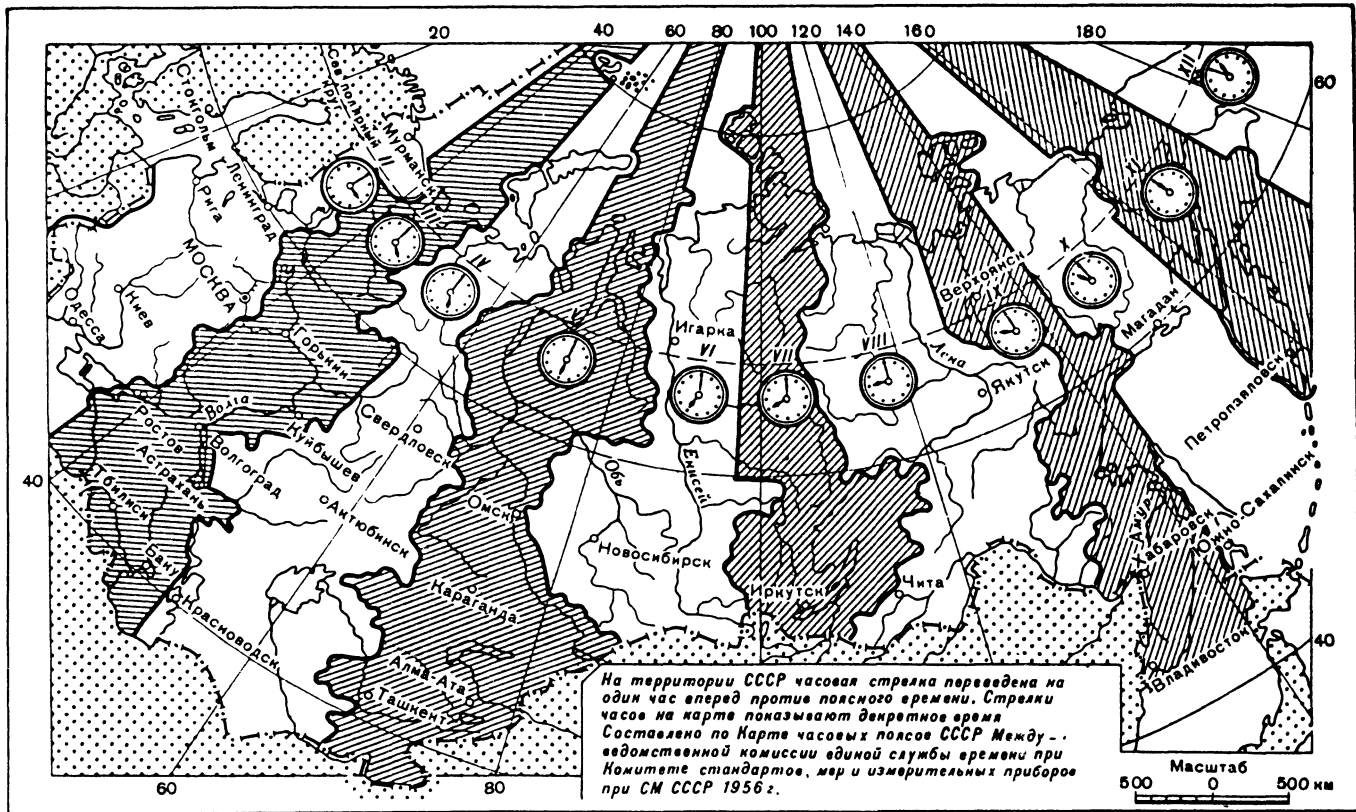 20 40 60 80 100 120 140 160 180
60
XII
Стокгольм
Сев полярный круг
Мурманск
Ленинград
Рига
МОСКВА
Киев
Одесса
II
III
IV
V
VI
VII
VIII
IX
X
XI
Верхоянск
Магадан
Игарка
Лена
Якутск
Петропавловск
Горький
Волга
Свердловск
Куйбышев
Ростов
Волгоград
Астрахань
40
Тбилиси
Баку
Актюбинск
Омск
Обь
Енисей
Новосибирск
Караганда
Иркутск
Чита
Амур
Хабаровск
Южно-Сахалинск
Красноводск
Алма-Ата
Ташкент
Владивосток
40
На территории СССР часовая стрелка переведена на
один час вперед против поясного времени. Стрелки
часов на карте показывают декретное время
Составлено по Карте часовых поясов СССР Между-
ведомственной комиссии единой службы времени при
Комитете стандартов, мер и измерительных приборов
при СМ СССР 1956 г.
Масштаб
500 0 500 км
60 80